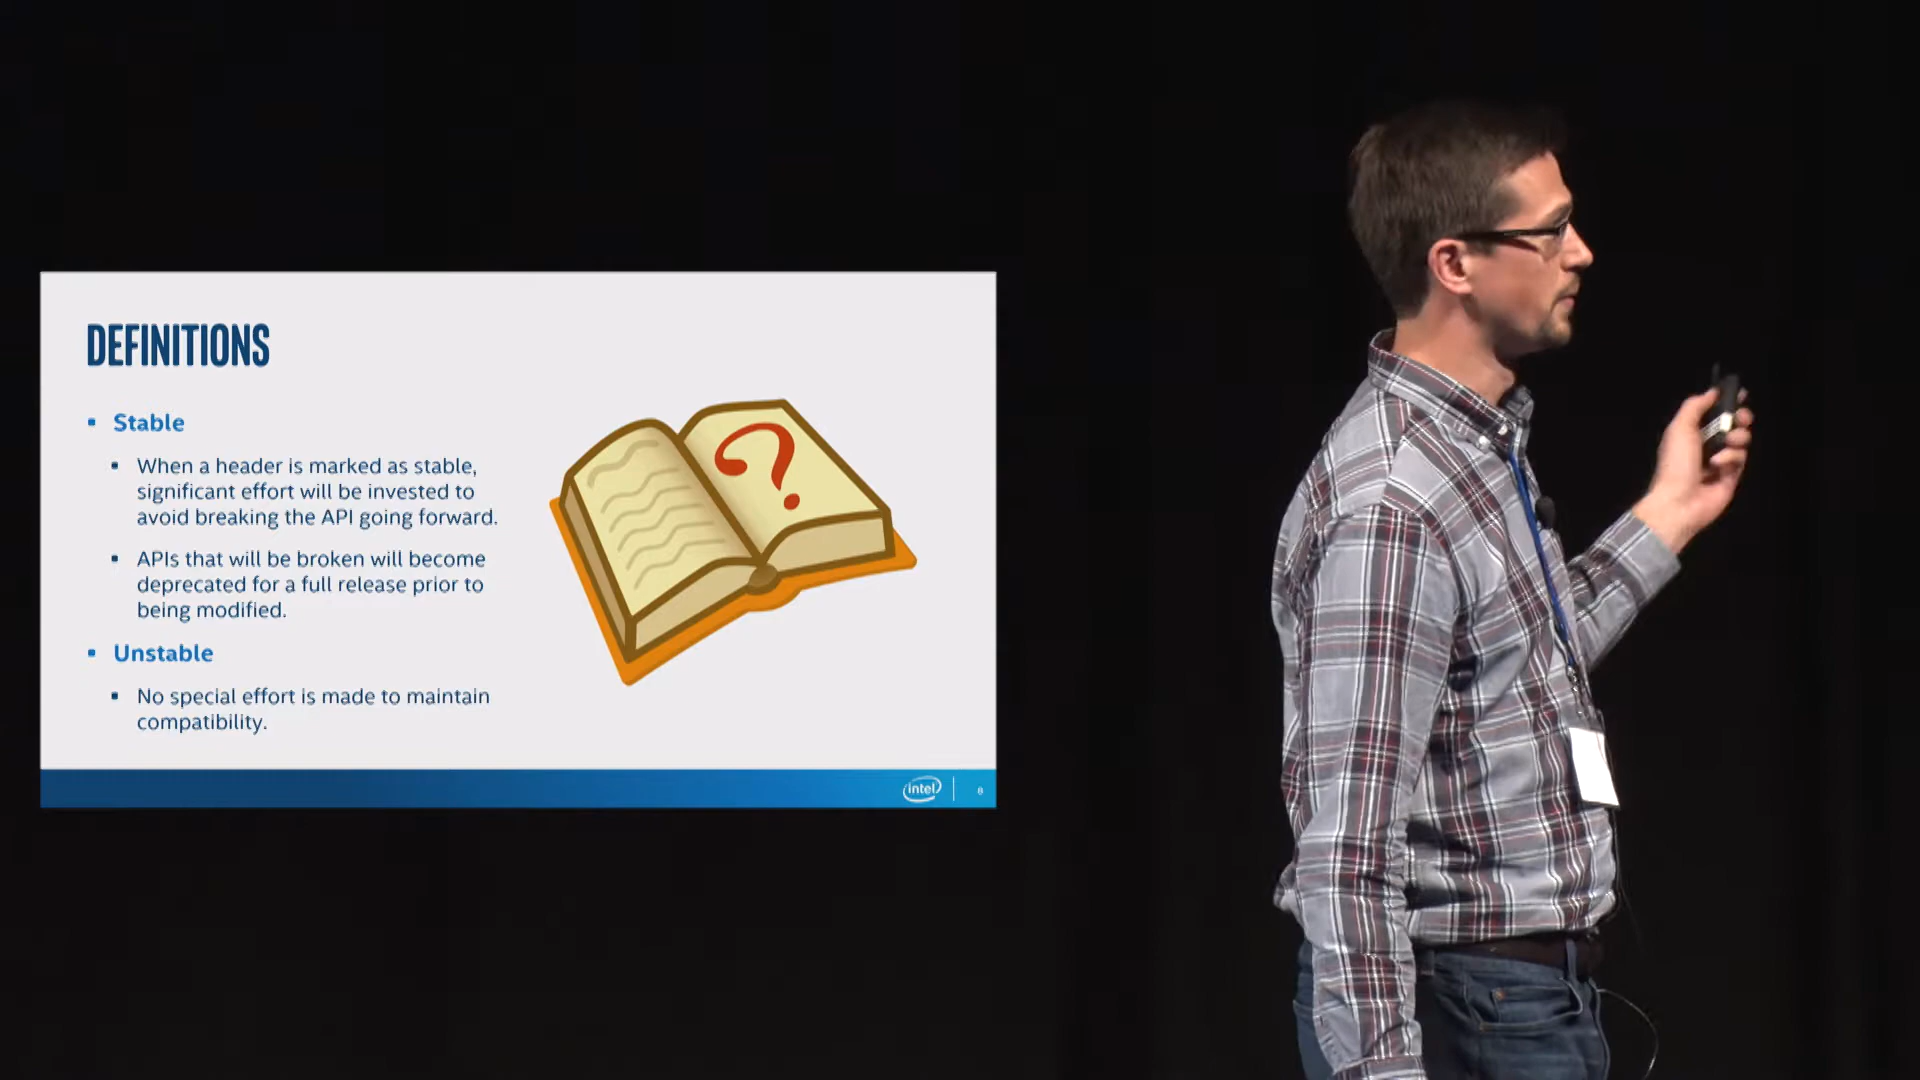 DEFINITIONS
Stable
When a header is marked as stable,
significant effort will be invested to
avoid breaking the API going forward.
APIs that will be broken will become
deprecated for a full release prior to
being modified.
Unstable
No special effort is made to maintain
compatibility.
intel
8